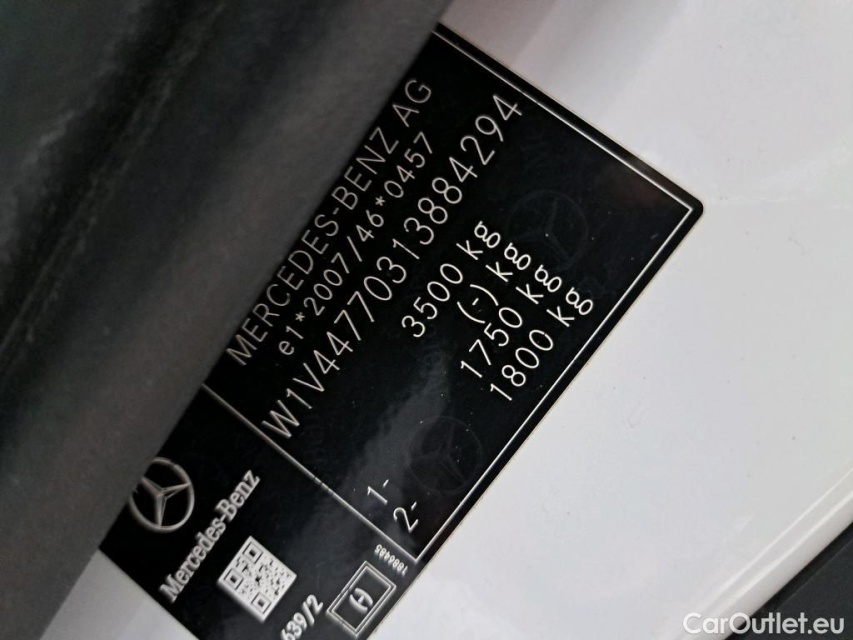 MERCEDES-BENZ AG
e1*2007/46*0457
W1V44770313884294
3500 kg
(-) kg
1- 1750 kg
2- 1800 kg
Mercedes-Benz
639/2
(H)
CarOutlet.eu